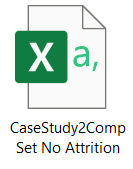 X
a,
CaseStudy2Comp
Set No Attrition